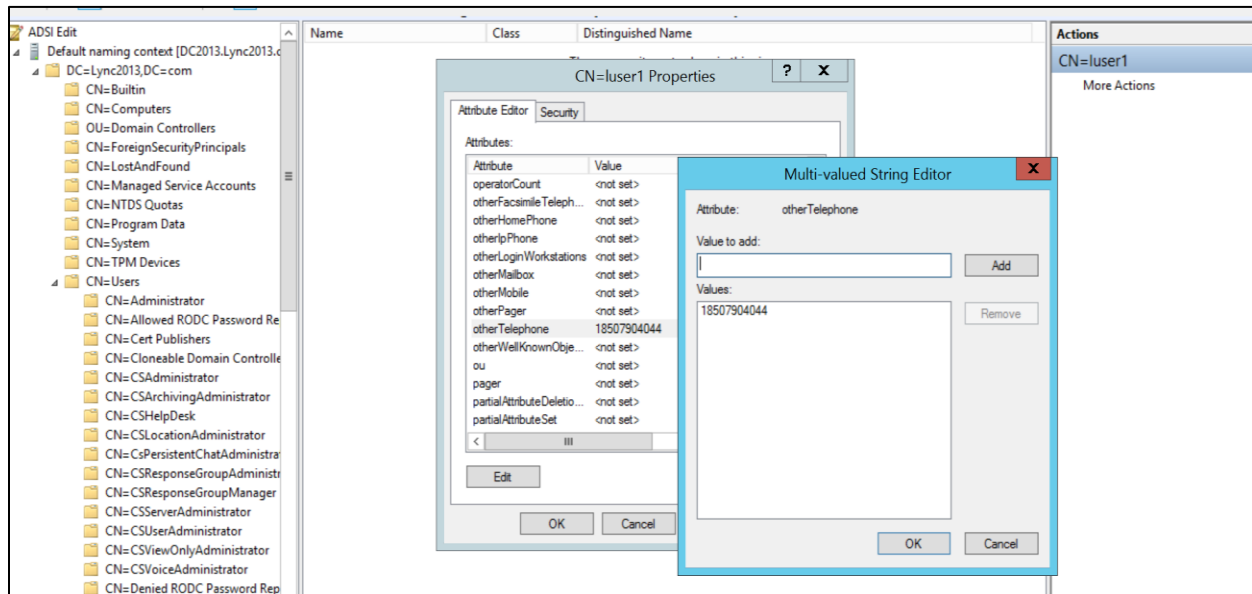 ADSI Edit
Default naming context [DC2013.Lync2013.c
DC=Lync2013,DC=com
CN=Builtin
CN=Computers
OU=Domain Controllers
CN=ForeignSecurityPrincipals
CN=LostAndFound
CN=Managed Service Accounts
CN=NTDS Quotas
CN=Program Data
CN=System
CN=TPM Devices
CN=Users
CN=Administrator
CN=Allowed RODC Password Re
CN=Cert Publishers
CN=Cloneable Domain Controlle
CN=CSAdministrator
CN=CSArchivingAdministrator
CN=CSHelpDesk
CN=CSLocationAdministrator
CN=CsPersistentChatAdministra
CN=CSResponseGroupAdministr
CN=CSResponseGroupManager
CN=CSServerAdministrator
CN=CSUserAdministrator
CN=CSViewOnlyAdministrator
CN=CSVoiceAdministrator
CN=Denied RODC Password Rep
Name Class Distinguished Name
CN=luser1 Properties
? X
Attribute Editor Security
Attributes:
Attribute Value
operatorCount <not set>
otherFacsimileTeleph... <not set>
otherHomePhone <not set>
otherIpPhone <not set>
otherLoginWorkstations <not set>
otherMailbox <not set>
otherMobile <not set>
otherPager <not set>
otherTelephone 18507904044
otherWellKnownObje... <not set>
ou <not set>
pager <not set>
partialAttributeDeletio... <not set>
partialAttributeSet <not set>
Edit
OK Cancel
Multi-valued String Editor
X
Attribute: otherTelephone
Value to add:
Add
Values:
18507904044
Remove
OK Cancel
Actions
CN=luser1
More Actions